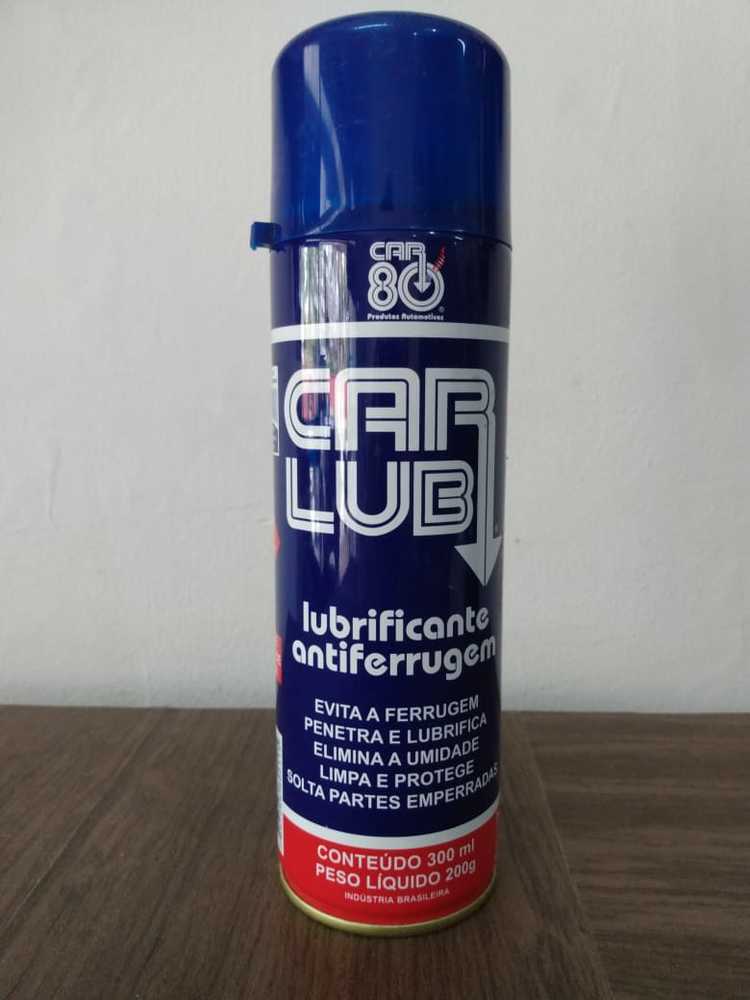 CAR
80
Produtos Automotivos
CAR
LUB
lubrificante
antiferrugem
EVITA A FERRUGEM
PENETRA E LUBRIFICA
ELIMINA A UMIDADE
LIMPA E PROTEGE
SOLTA PARTES EMPERRADAS
CONTEÚDO 300 ml
PESO LÍQUIDO 200g
INDÚSTRIA BRASILEIRA